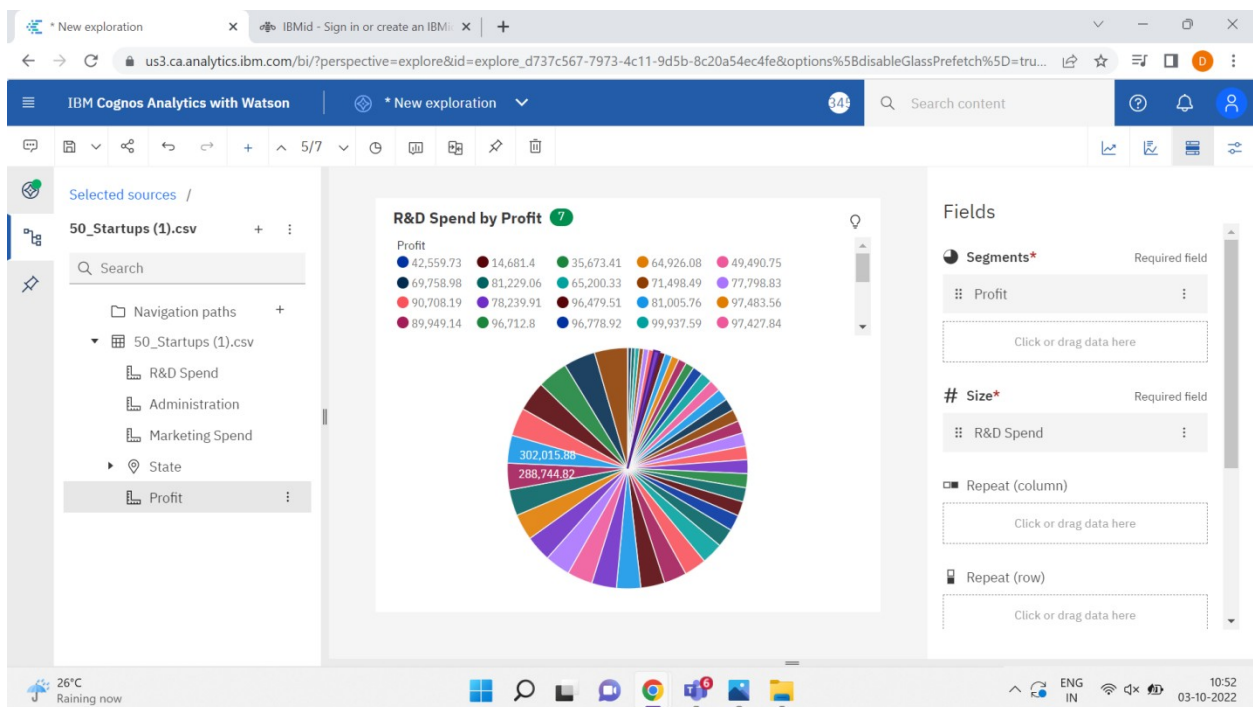 * New exploration
IBMid - Sign in or create an IBMi
us3.ca.analytics.ibm.com/bi/?perspective=explore&id=explore_d737c567-7973-4c11-9d5b-8c20a54ec4fe&options%5BdisableGlassPrefetch%5D=tru...
D
IBM Cognos Analytics with Watson
* New exploration
Search content
5/7
Selected sources /
50_Startups (1).csv
Search
Navigation paths
50_Startups (1).csv
R&D Spend
Administration
Marketing Spend
State
Profit
R&D Spend by Profit 7
Profit
42,559.73 14,681.4 35,673.41 64,926.08 49,490.75
69,758.98 81,229.06 65,200.33 71,498.49 77,798.83
90,708.19 78,239.91 96,479.51 81,005.76 97,483.56
89,949.14 96,712.8 96,778.92 99,937.59 97,427.84
302,015.88
288,744.82
Fields
Segments* Required field
Profit
Click or drag data here
# Size* Required field
R&D Spend
Repeat (column)
Click or drag data here
Repeat (row)
Click or drag data here
26°C
Raining now
6
ENG
IN
10:52
03-10-2022